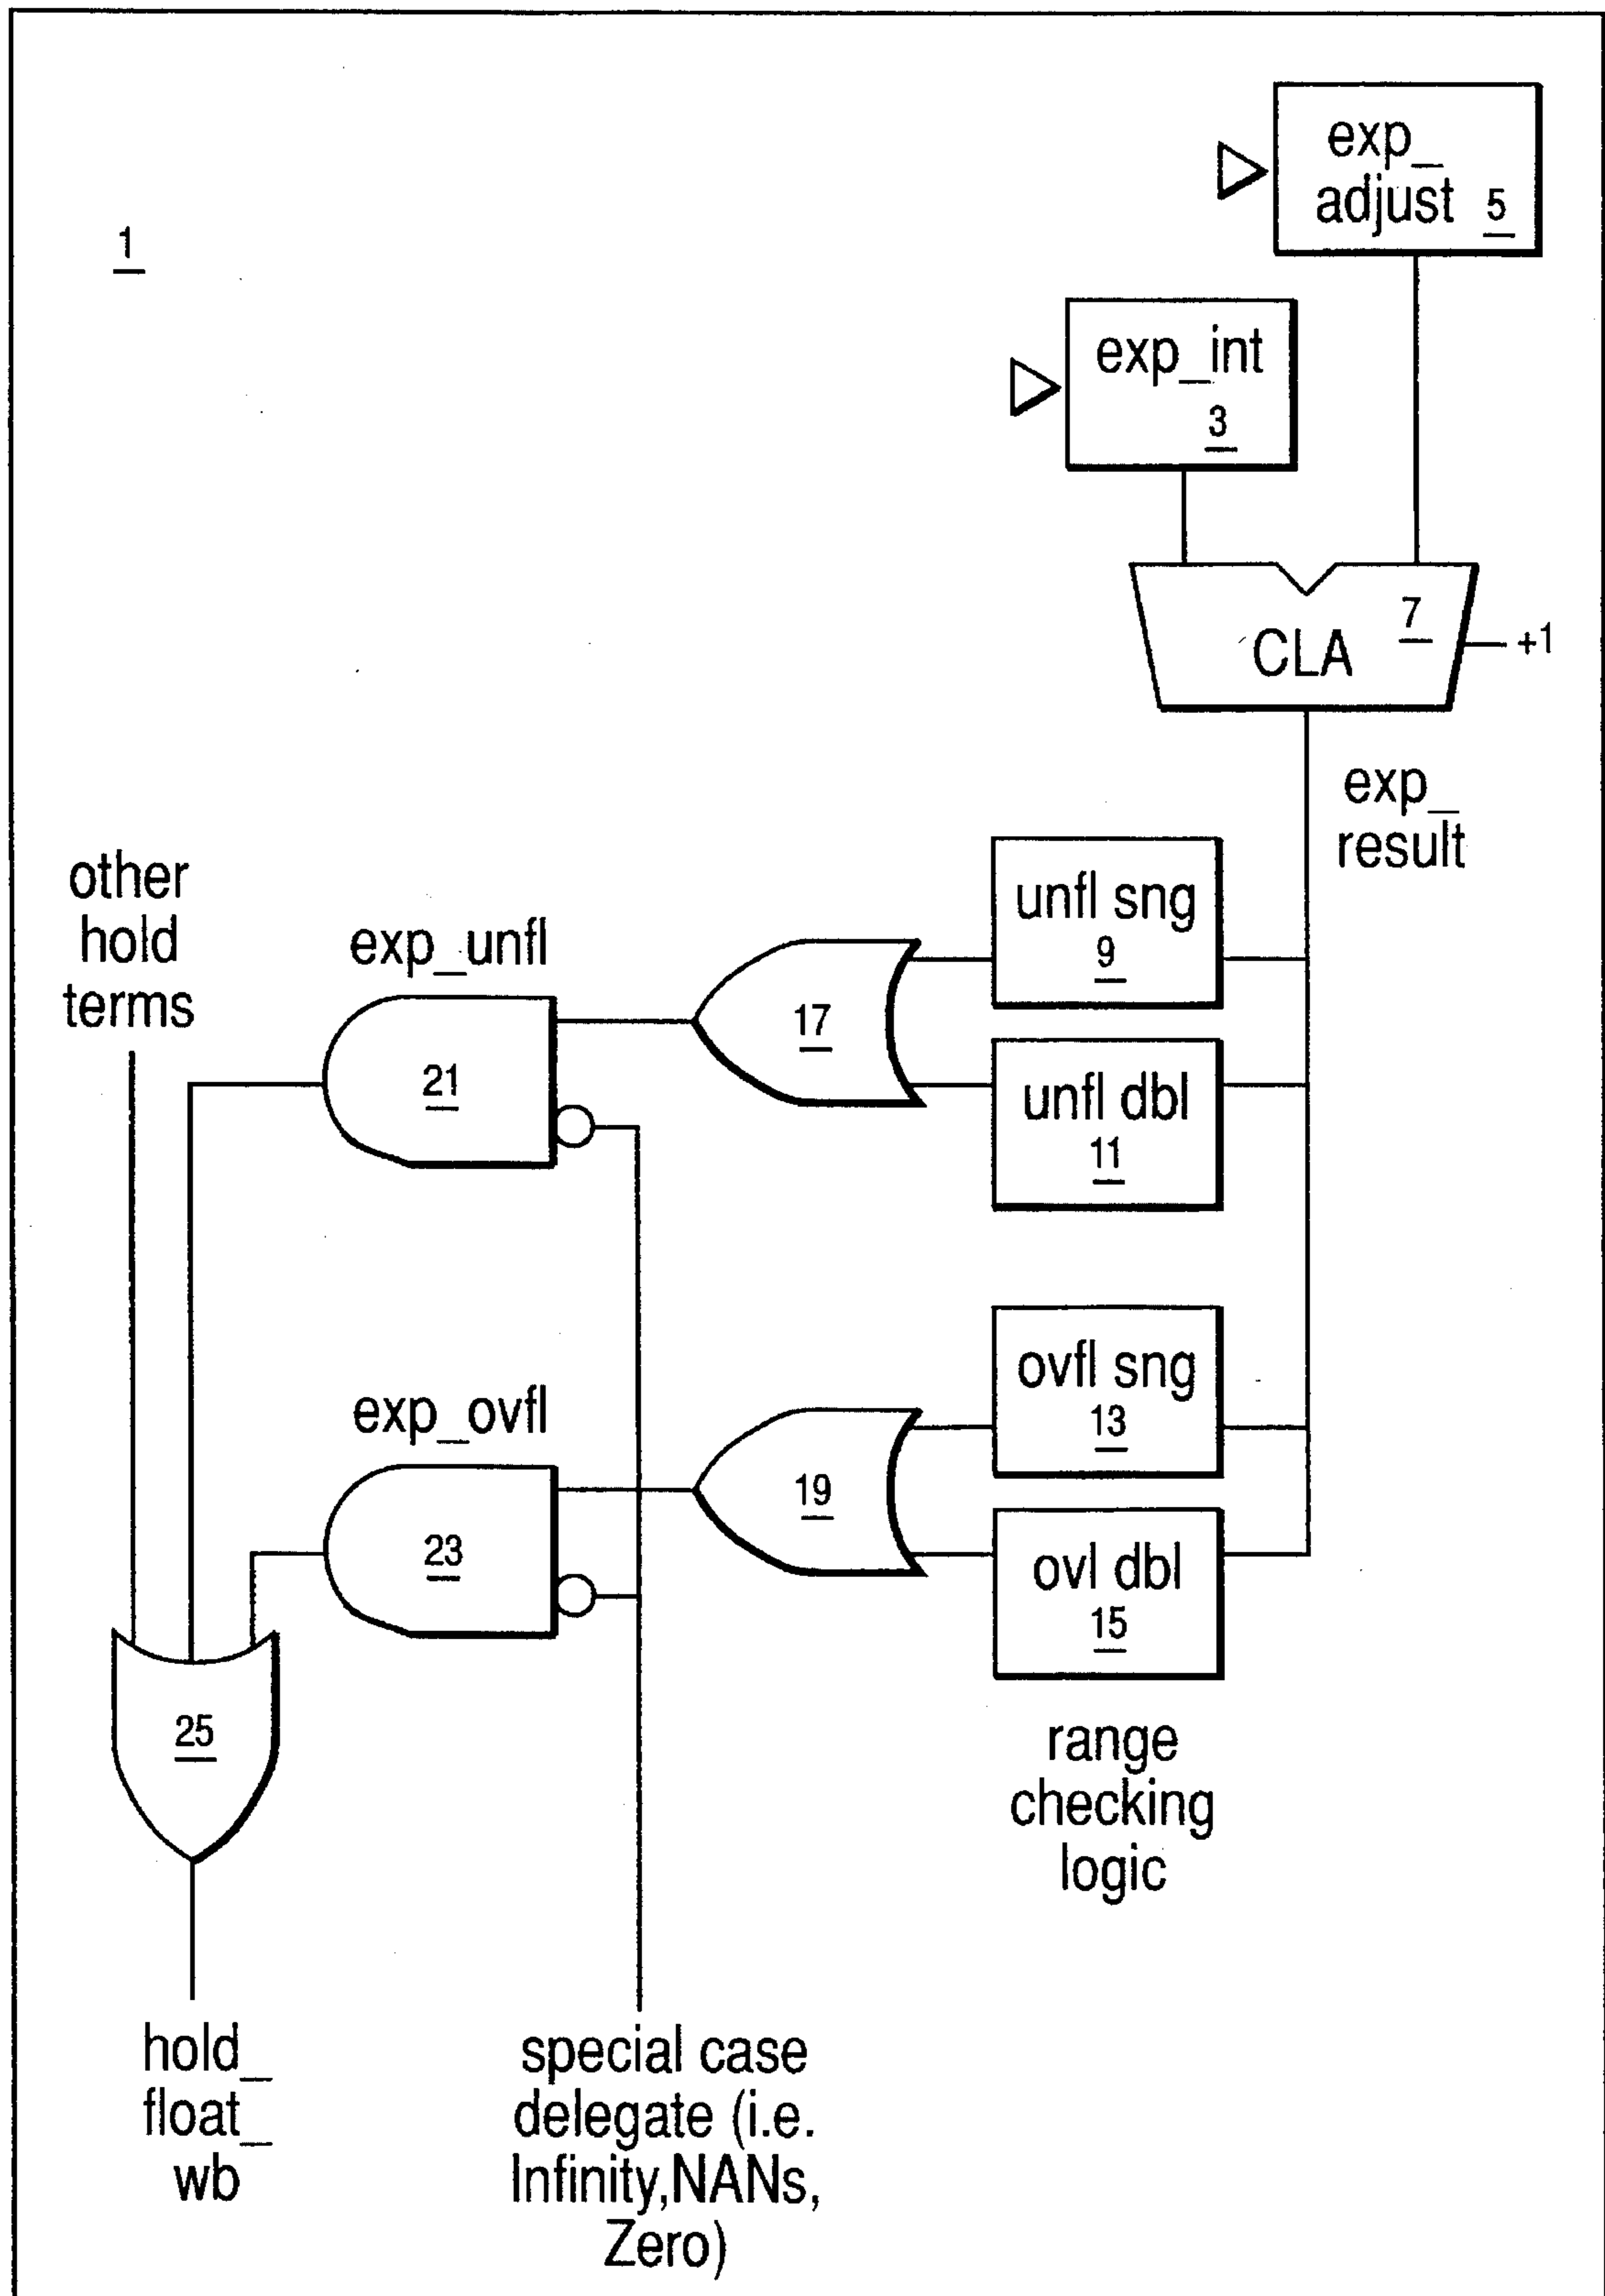 exp_
adjust 5
1
exp_int
3
7
CLA
+1
exp_
result
other
hold
terms
exp_unfl
unfl sng
9
17
21
unfl dbl
11
exp_ovfl
ovfl sng
13
19
23
ovl dbl
15
25
range
checking
logic
hold_
float_
wb
special case
delegate (i.e.
Infinity,NANs,
Zero)